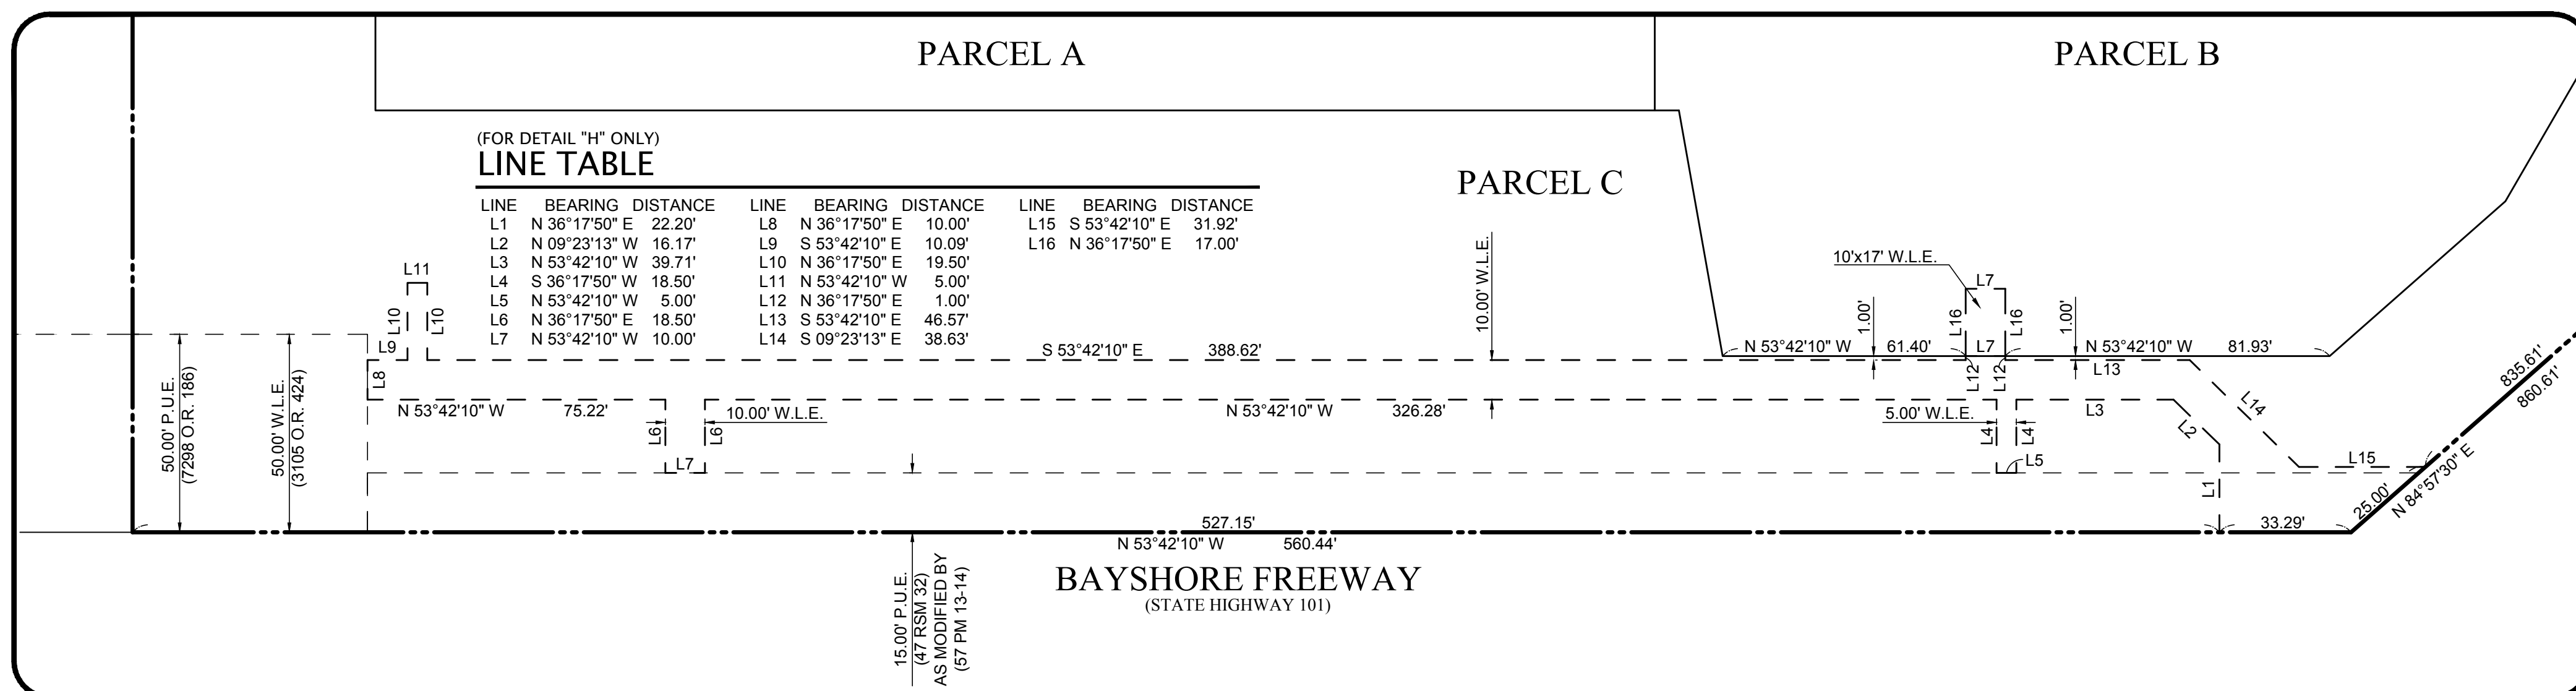 PARCEL A
PARCEL B
(FOR DETAIL "H" ONLY)
LINE TABLE
PARCEL C
LINE BEARING DISTANCE LINE BEARING DISTANCE LINE BEARING DISTANCE
L1 N 36°17'50" E 22.20' L8 N 36°17'50" E 10.00' L15 S 53°42'10" E 31.92'
L2 N 09°23'13" W 16.17' L9 S 53°42'10" E 10.09' L16 N 36°17'50" E 17.00'
L3 N 53°42'10" W 39.71' L10 N 36°17'50" E 19.50'
L4 S 36°17'50" W 18.50' L11 N 53°42'10" W 5.00'
L5 N 53°42'10" W 5.00' L12 N 36°17'50" E 1.00'
L6 N 36°17'50" E 18.50' L13 S 53°42'10" E 46.57'
L7 N 53°42'10" W 10.00' L14 S 09°23'13" E 38.63'
L11
L10
L10
L9
L8
10.00' W.L.E.
10'x17' W.L.E.
L7
L16
L16
1.00'
1.00'
S 53°42'10" E 388.62'
N 53°42'10" W 61.40'
L7
N 53°42'10" W 81.93'
L12
L12
L13
L14
835.61'
860.61'
50.00' P.U.E.
(7298 O.R. 186)
50.00' W.L.E.
(3105 O.R. 424)
N 53°42'10" W 75.22'
10.00' W.L.E.
N 53°42'10" W 326.28'
5.00' W.L.E.
L3
L2
L6
L6
L7
L4
L4
L5
L15
L1
25.00'
N 84°57'30" E
527.15'
33.29'
N 53°42'10" W 560.44'
15.00' P.U.E.
(47 RSM 32)
AS MODIFIED BY
(57 PM 13-14)
BAYSHORE FREEWAY
(STATE HIGHWAY 101)